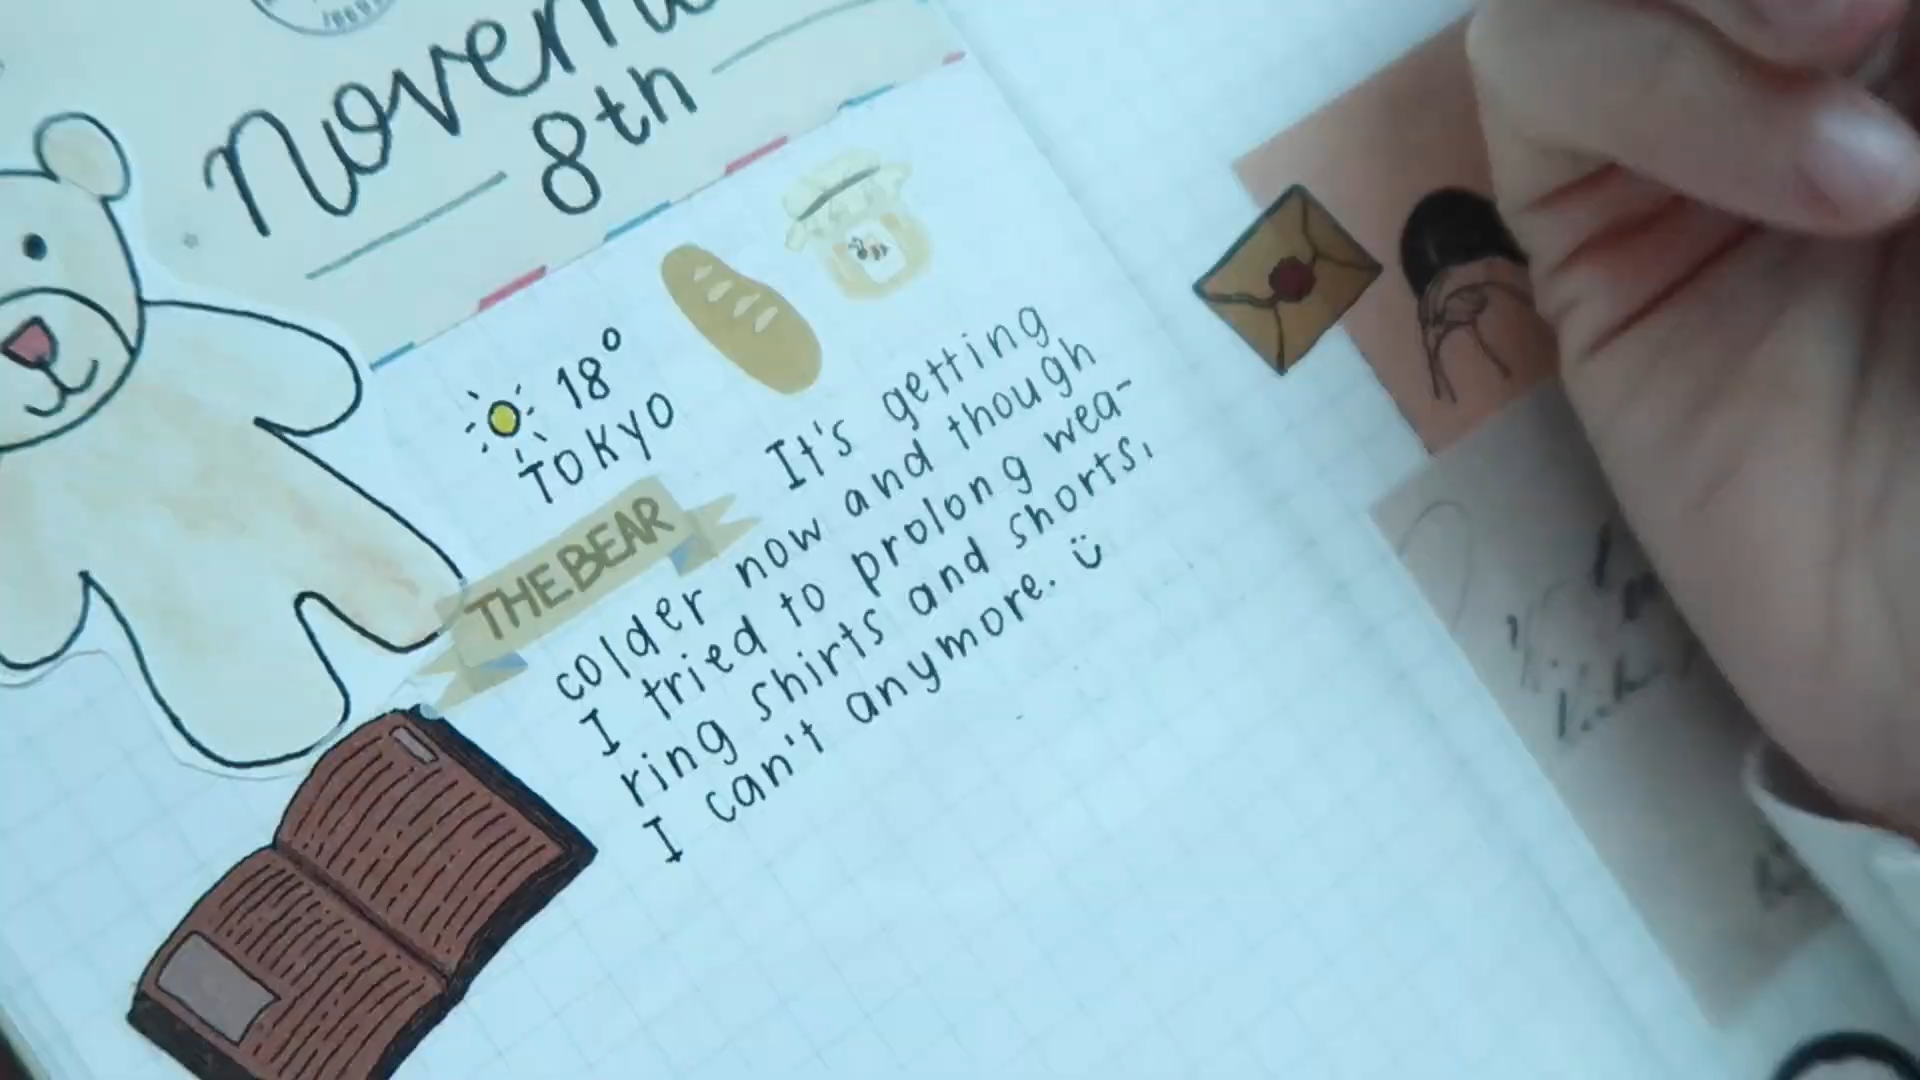 8th
18°
TOKYO
THE BEAR
It's getting
colder now and though
I tried to prolong wea-
ring shirts and shorts,
I can't anymore. Ü